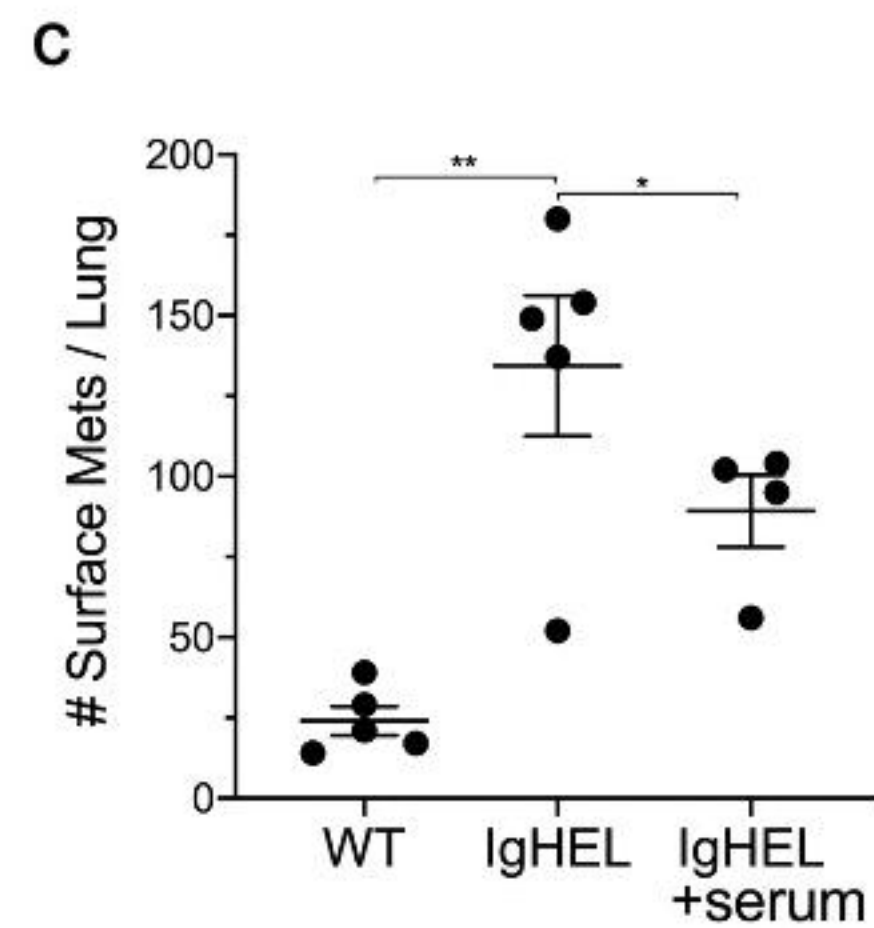 C
# Surface Mets / Lung
200
150
100
50
0
**
*
WT
IgHEL
IgHEL
+serum